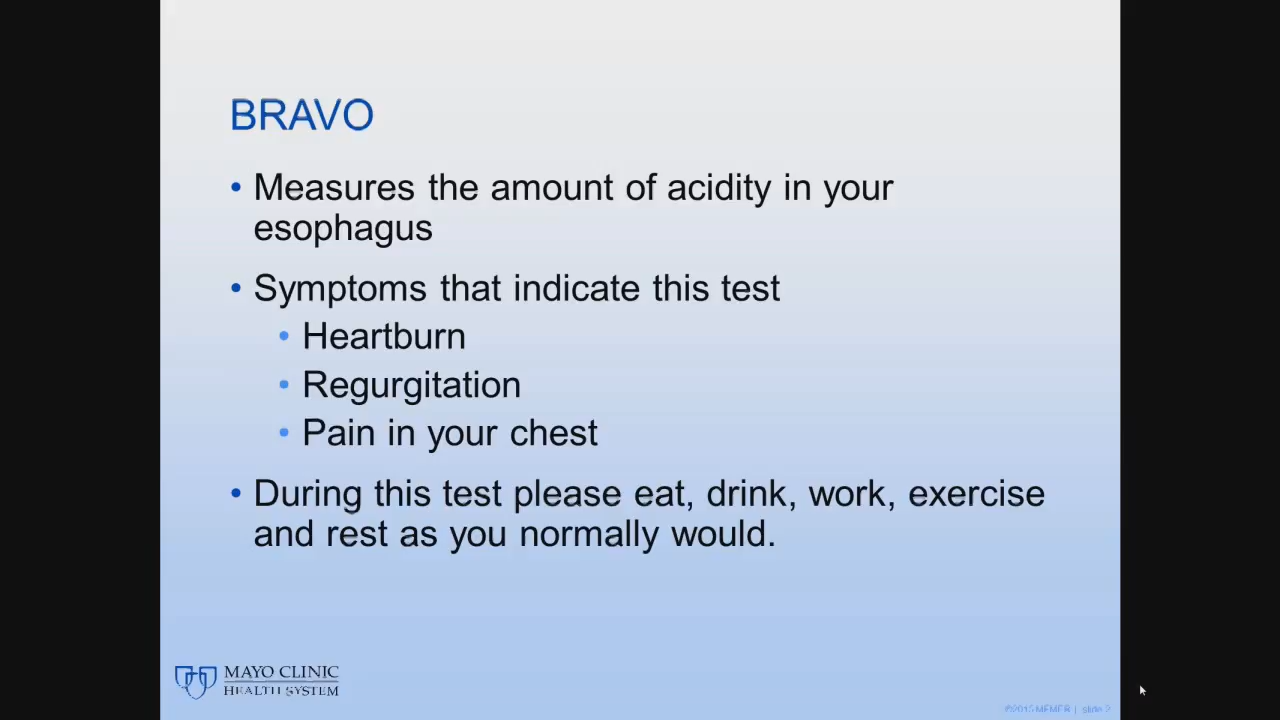 BRAVO
• Measures the amount of acidity in your
esophagus
• Symptoms that indicate this test
• Heartburn
• Regurgitation
• Pain in your chest
• During this test please eat, drink, work, exercise
and rest as you normally would.
MAYO CLINIC
HEALTH SYSTEM
slide 2